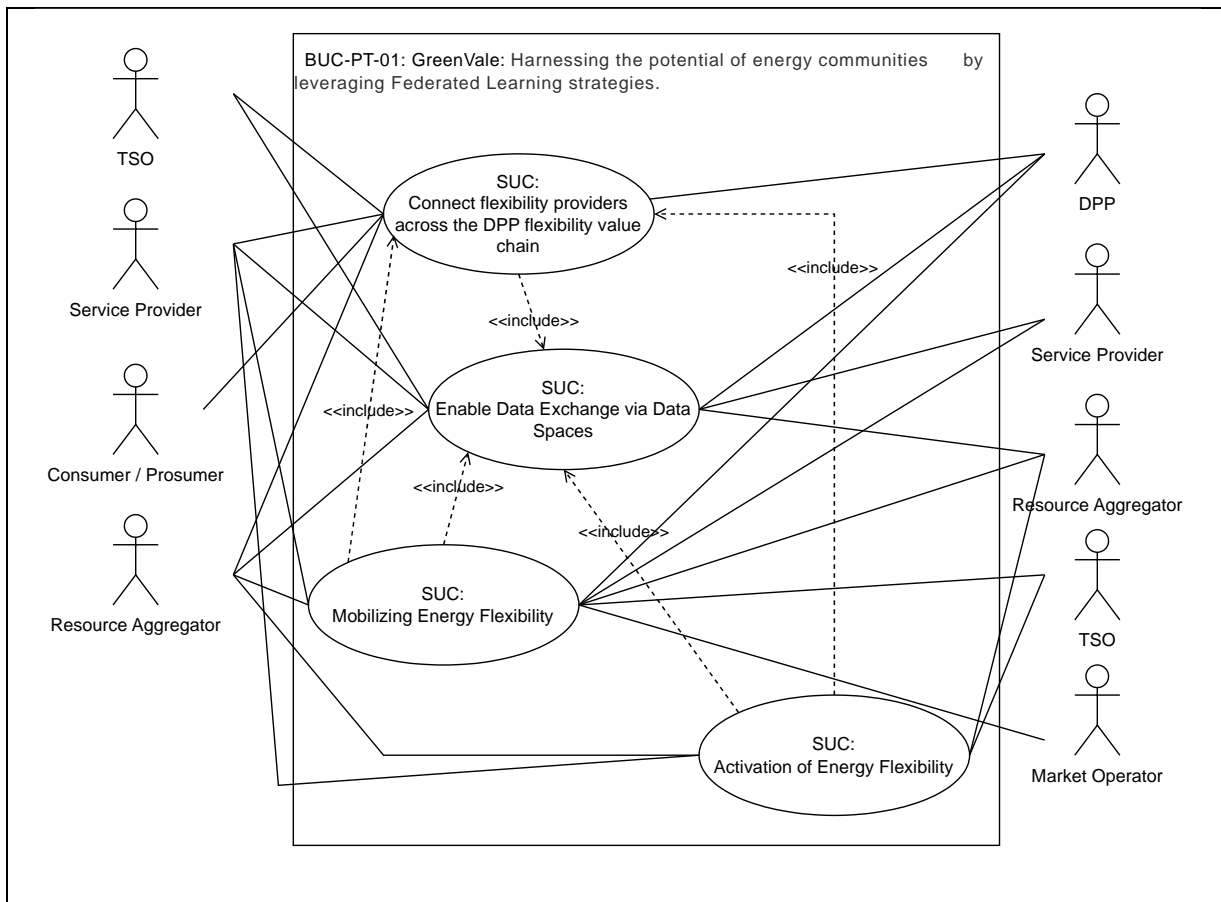 BUC-PT-01: GreenVale: Harnessing the potential of energy communities by
leveraging Federated Learning strategies.
TSO
Service Provider
Consumer / Prosumer
Resource Aggregator
SUC:
Connect flexibility providers
across the DPP flexibility value
chain
<<include>>
<<include>>
SUC:
Enable Data Exchange via Data
Spaces
<<include>>
<<include>>
<<include>>
SUC:
Mobilizing Energy Flexibility
SUC:
Activation of Energy Flexibility
DPP
Service Provider
Resource Aggregator
TSO
Market Operator